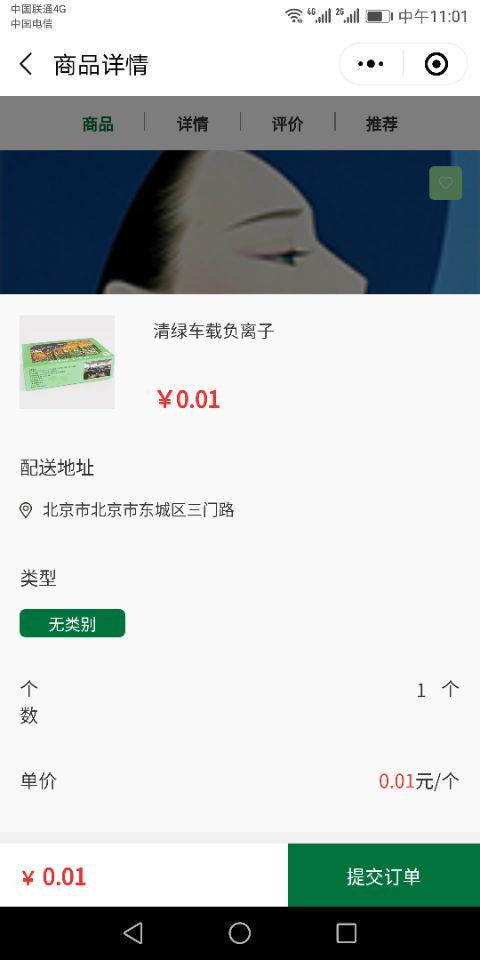 中国联通4G
中国电信
4G 2G 中午11:01
商品详情
商品 详情 评价 推荐
清绿车载负离子
￥0.01
配送地址
北京市北京市东城区三门路
类型
无类别
个 1 个
数
单价 0.01元/个
￥0.01 提交订单